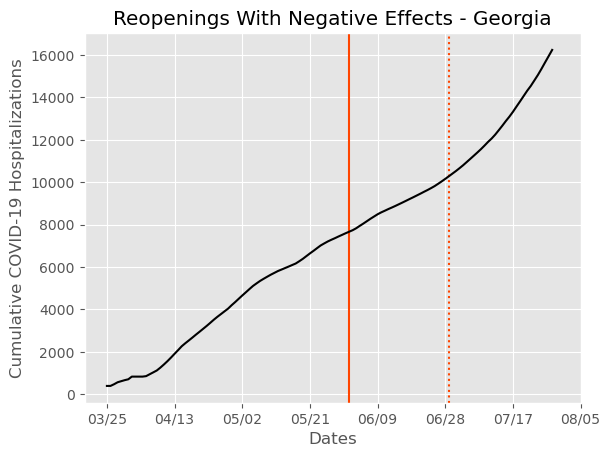 Reopenings With Negative Effects - Georgia
Cumulative COVID-19 Hospitalizations
16000
14000
12000
10000
8000
6000
4000
2000
0
03/25 04/13 05/02 05/21 06/09 06/28 07/17 08/05
Dates